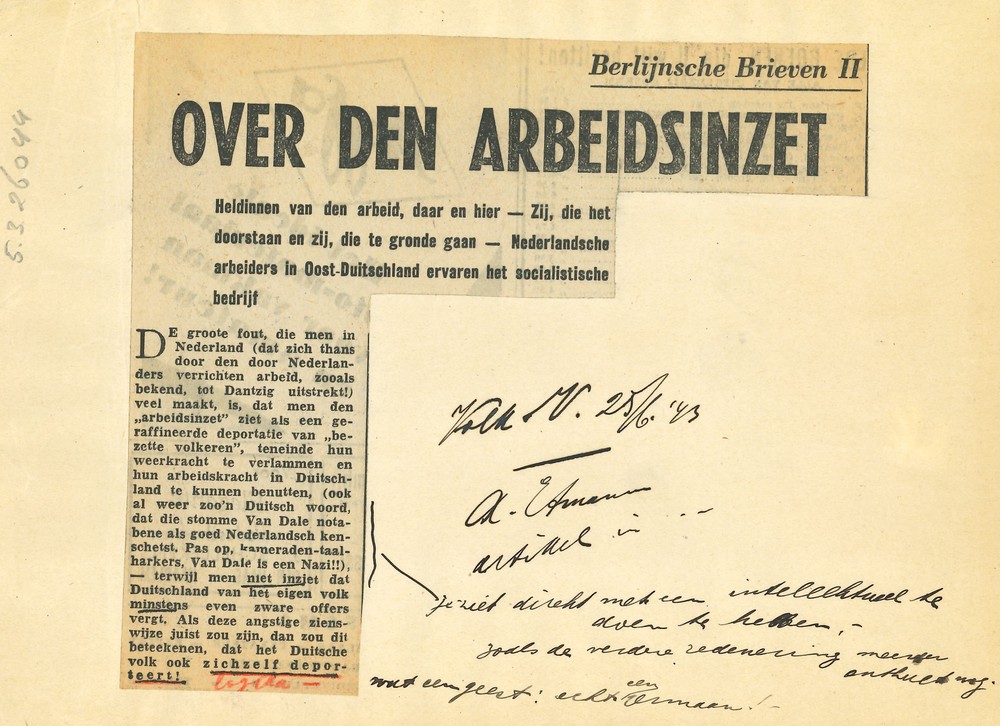 Berlijnsche Brieven II
OVER DEN ARBEIDSINZET
Heldinnen van den arbeid, daar en hier — Zij, die het
doorstaan en zij, die te gronde gaan — Nederlandsche
arbeiders in Oost-Duitschland ervaren het socialistische
bedrijf
DE groote fout, die men in
Nederland (dat zich thans
door den door Nederlan-
ders verrichten arbeid, zooals
bekend, tot Dantzig uitstrekt!)
veel maakt, is, dat men den
„arbeidsinzet” ziet als een ge-
raffineerde deportatie van „be-
zette volkeren”, teneinde hun
weerkracht te verlammen en
hun arbeidskracht in Duitsch-
land te kunnen benutten, (ook
al weer zoo'n Duitsch woord,
dat die stomme Van Dale nota-
bene als goed Nederlandsch ken-
schetst. Pas op, kameraden-taal-
harkers, Van Dale is een Nazi!!),
— terwijl men niet inziet dat
Duitschland van het eigen volk
minstens even zware offers
vergt. Als deze angstige ziens-
wijze juist zou zijn, dan zou dit
beteekenen, dat het Duitsche
volk ook zichzelf depor-
teert!
25/6. '43
artikel in
Je ziet direkt met een intellektueel te
doen te hebben,-
zoals de verdere redenering meer
onthuld nog.
wat een geest: echt een
5.3.26044